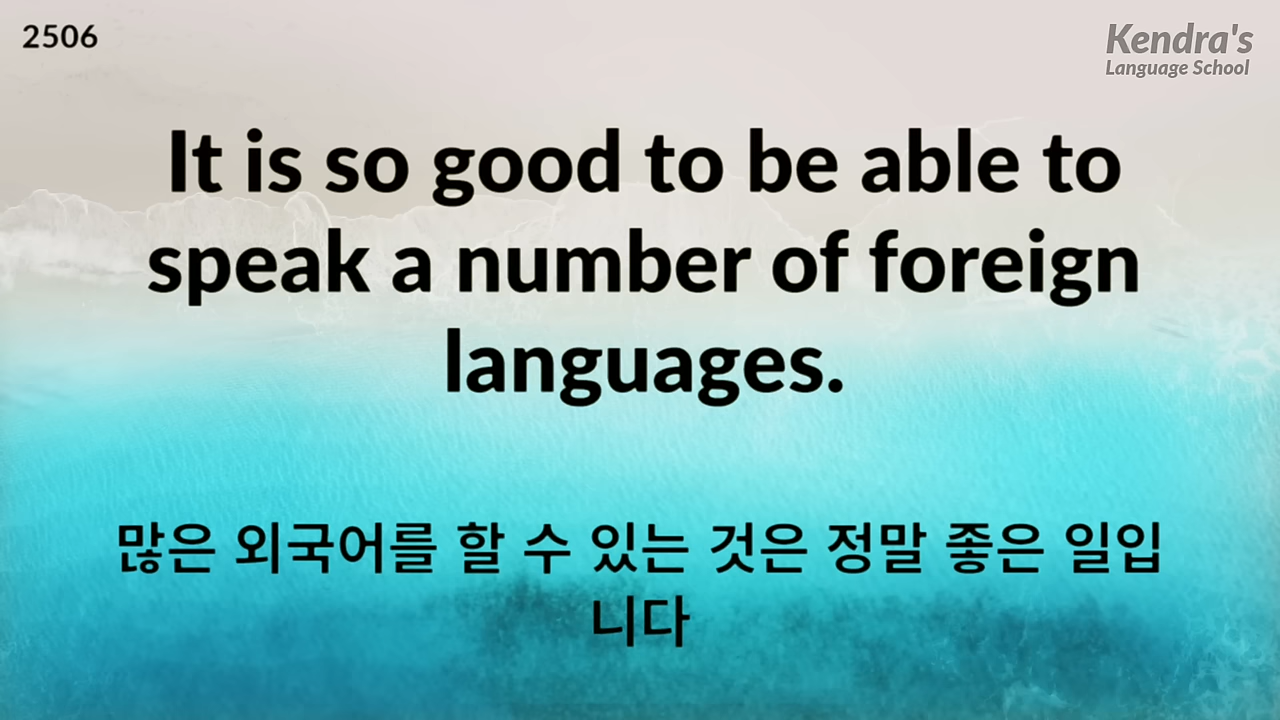 2506
Kendra's
Language School
It is so good to be able to
speak a number of foreign
languages.
많은 외국어를 할 수 있는 것은 정말 좋은 일입
니다